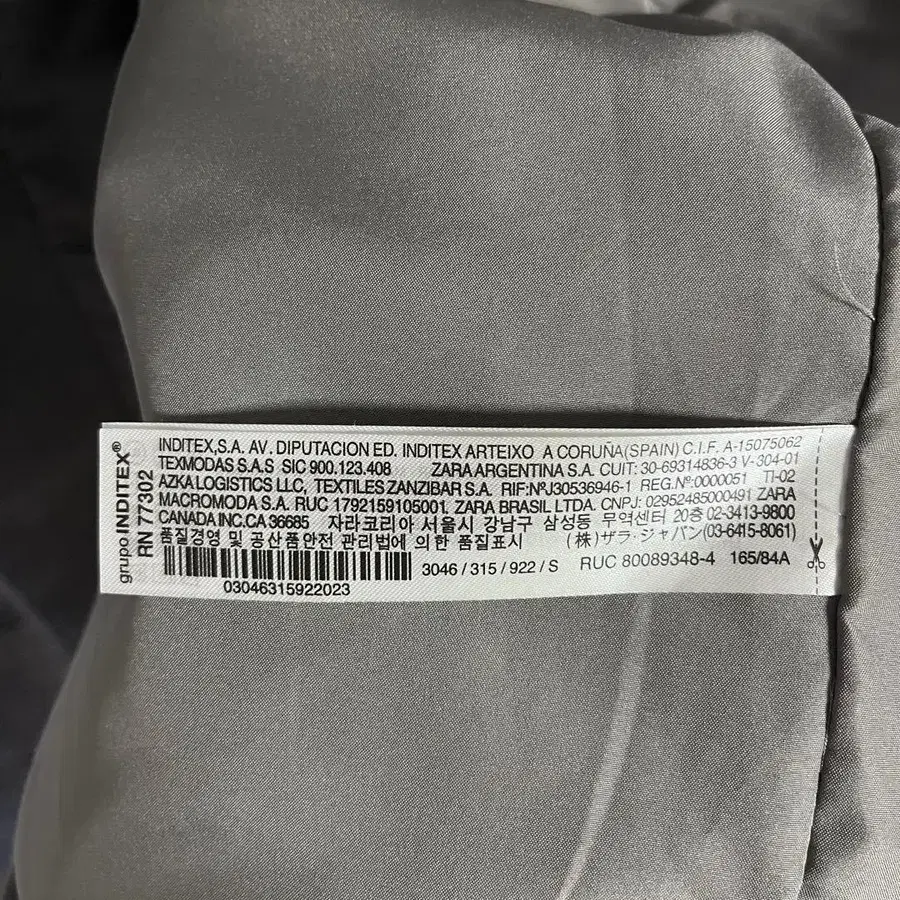 grupo INDITEX®
RN 77302
INDITEX,S.A. AV. DIPUTACION ED. INDITEX ARTEIXO A CORUÑA(SPAIN) C.I.F. A-15075062
TEXMODAS S.A.S SIC 900.123.408 ZARA ARGENTINA S.A. CUIT: 30-69314836-3 V-304-01
AZKA LOGISTICS LLC, TEXTILES ZANZIBAR S.A. RIF:NºJ30536946-1 REG.Nº:0000051 TI-02
MACROMODA S.A. RUC 1792159105001. ZARA BRASIL LTDA. CNPJ: 02952485000491 ZARA
CANADA INC.CA 36685 자라코리아 서울시 강남구 삼성동 무역센터 20층 02-3413-9800
품질경영 및 공산품안전 관리법에 의한 품질표시 (株)ザラ・ジャパン(03-6415-8061)
3046 / 315 / 922 / S RUC 80089348-4 165/84A
03046315922023